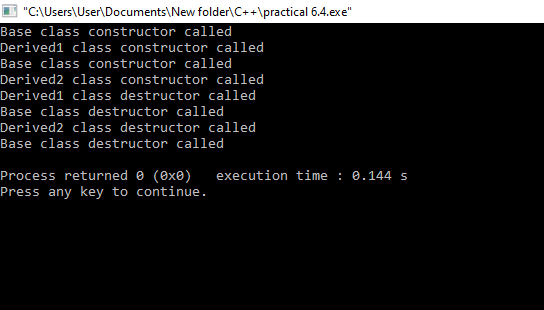 "C:\Users\User\Documents\New folder\C++\practical 6.4.exe"
Base class constructor called
Derived1 class constructor called
Base class constructor called
Derived2 class constructor called
Derived1 class destructor called
Base class destructor called
Derived2 class destructor called
Base class destructor called
Process returned 0 (0x0)   execution time : 0.144 s
Press any key to continue.